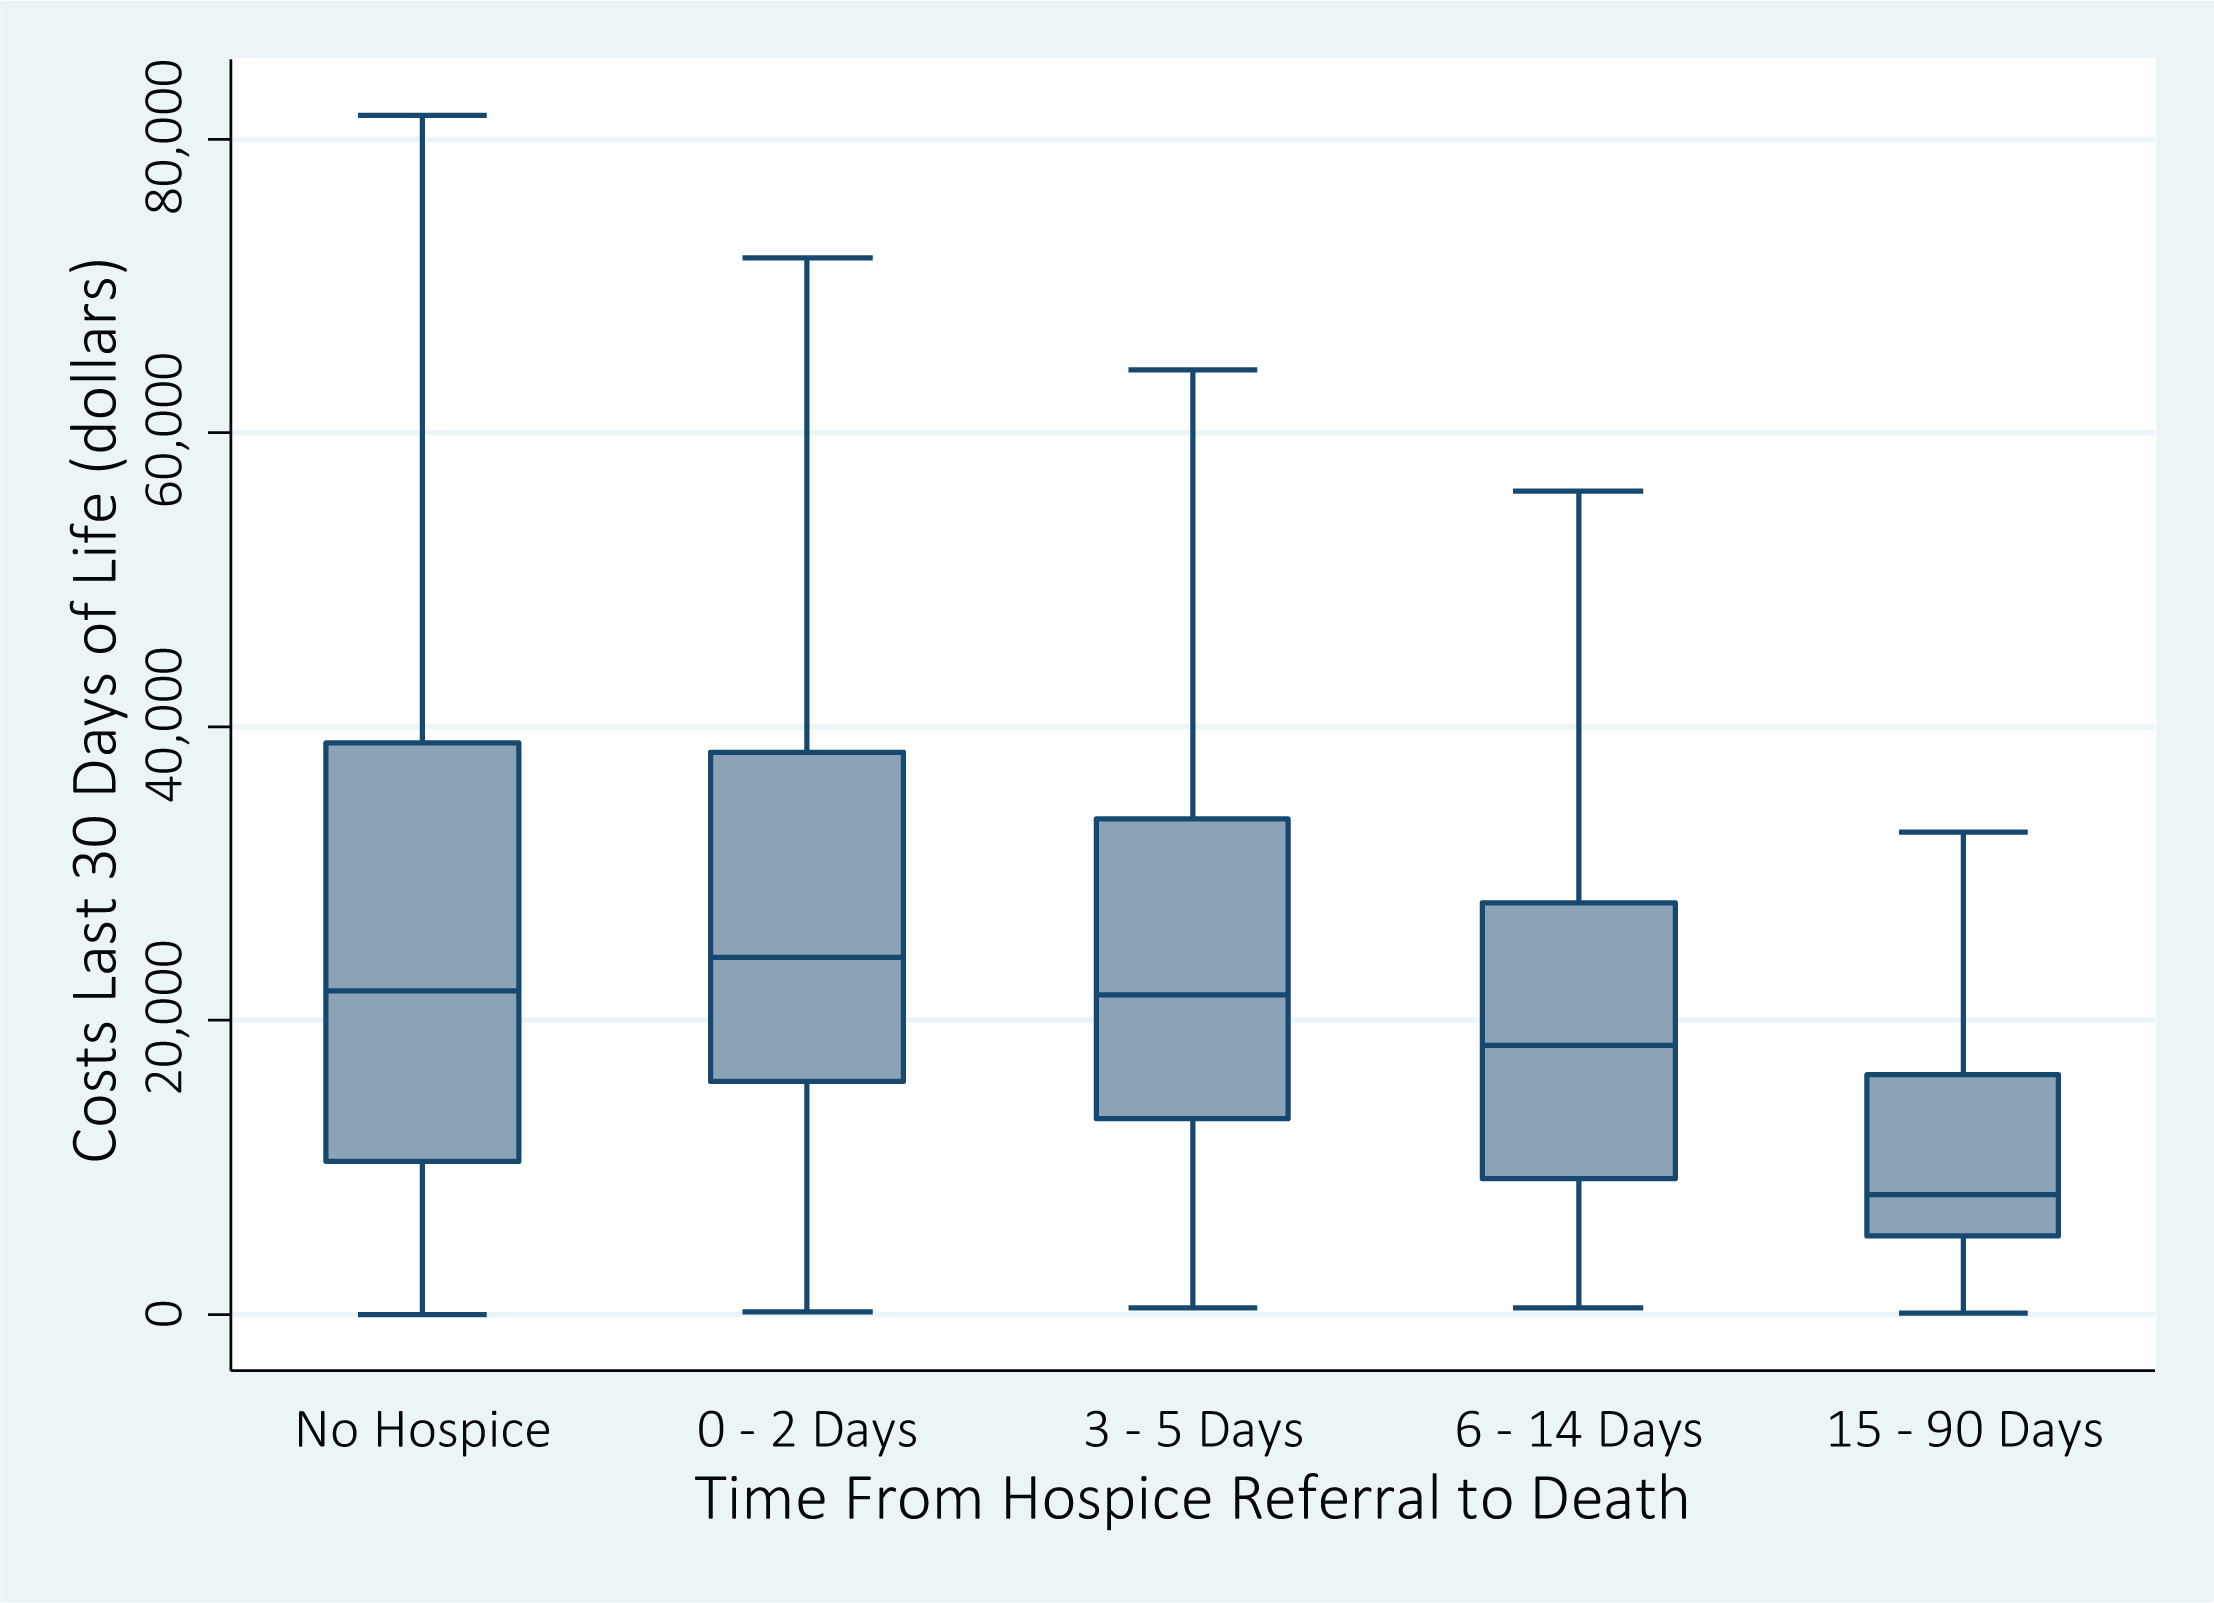 Costs Last 30 Days of Life (dollars)
80,000
60,000
40,000
20,000
0
No Hospice
0 - 2 Days
3 - 5 Days
6 - 14 Days
15 - 90 Days
Time From Hospice Referral to Death